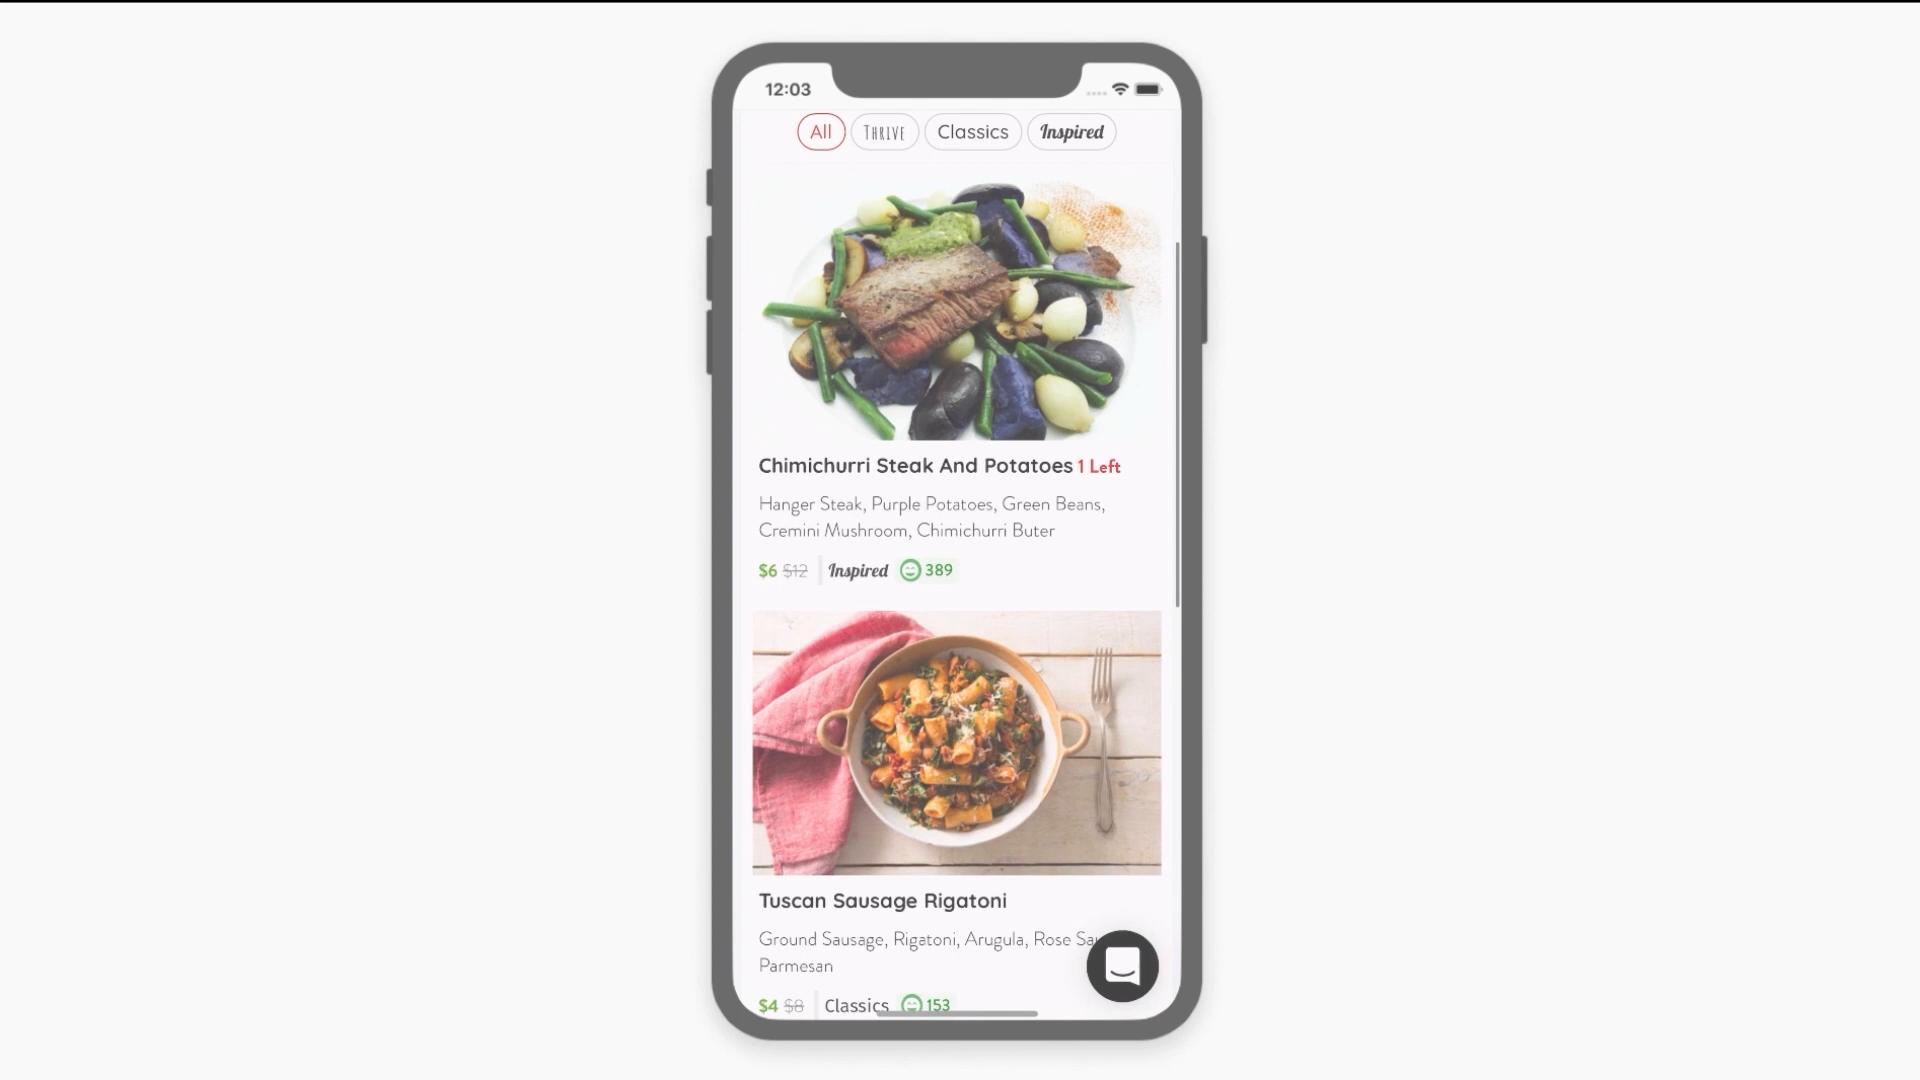 12:03
All Thrive Classics Inspired
Chimichurri Steak And Potatoes 1 Left
Hanger Steak, Purple Potatoes, Green Beans,
Cremini Mushroom, Chimichurri Buter
$6 $12 Inspired 389
Tuscan Sausage Rigatoni
Ground Sausage, Rigatoni, Arugula, Rose
Parmesan
$4 $8 Classics 153